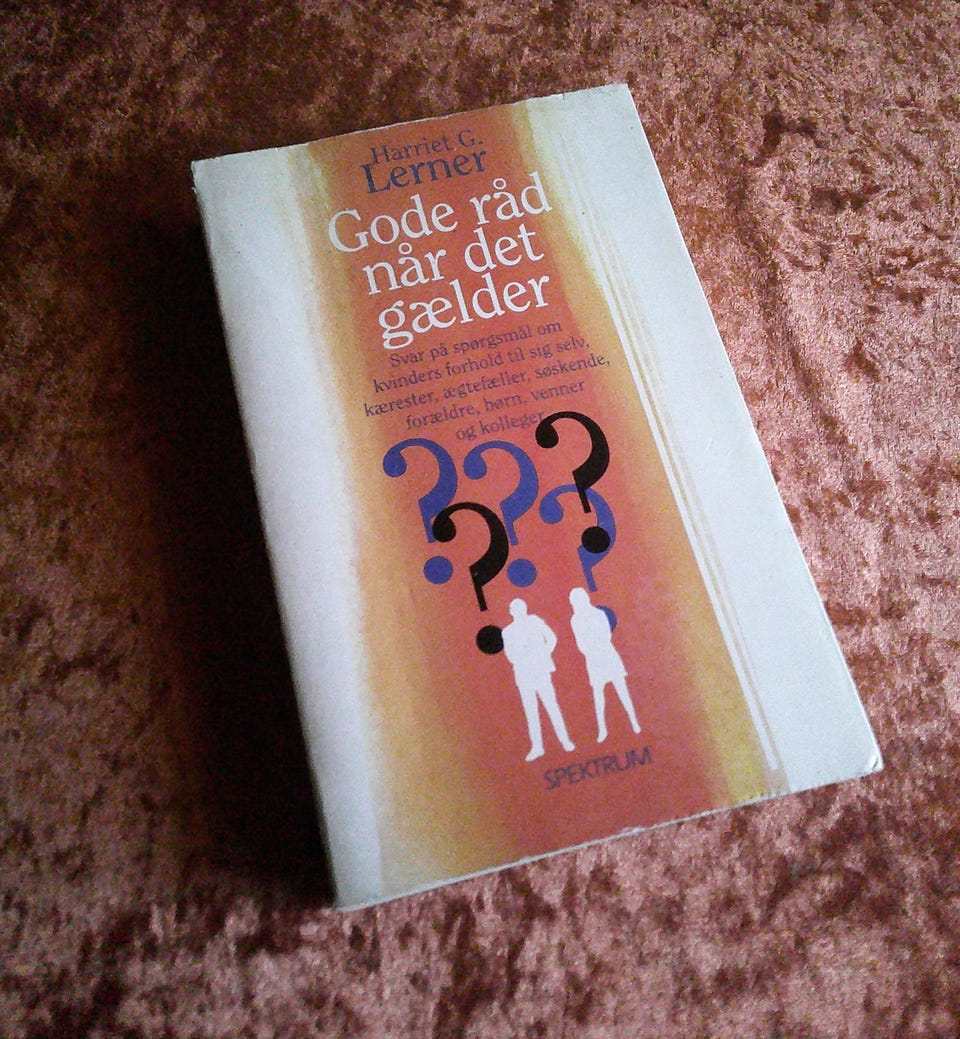 Harriet G.
Lerner
Gode råd
når det
gælder
Svar på spørgsmål om
kvinders forhold til sig selv,
kærester, ægtefæller, søskende,
forældre, børn, venner
og kolleger
? ? ?
? ?
SPEKTRUM